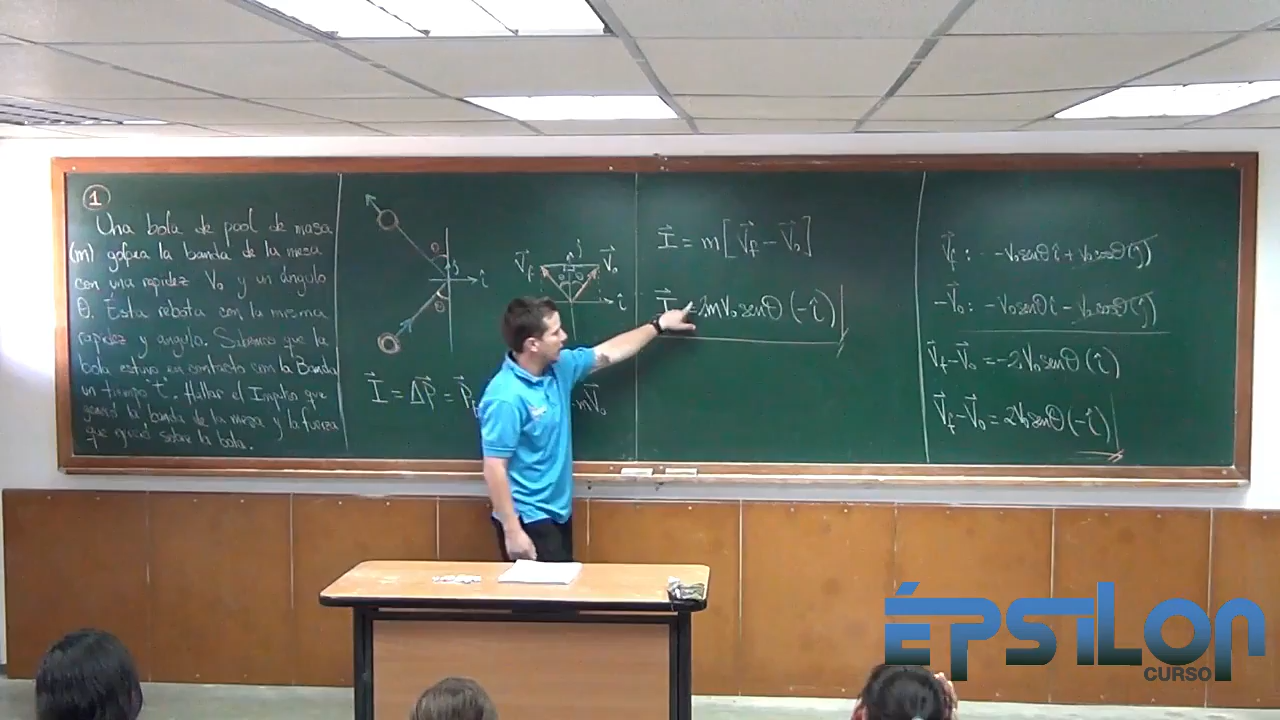 1
Una bola de pool de masa
(m) golpea la banda de la mesa
con una rapidez V₀ y un ángulo
θ. Ésta rebota con la misma
rapidez y angulo. Sabemos que la
bola estuvo en contacto con la Banda
un tiempo "t". Hallar el Impulso que
generó la banda de la mesa y la fuerza
que ejerció sobre la bola.
θ
j
î
θ
V⃗f
j
V⃗₀
θ θ
î
I⃗ = ΔP⃗ = P⃗
mV⃗₀
I⃗ = m[V⃗f − V⃗₀]
I⃗ = 2mV₀ senθ (−î)
V⃗f : −V₀senθ î + V₀cosθ(j)
−V⃗₀ : −V₀senθ î − V₀cosθ(j)
V⃗f − V⃗₀ = −2V₀senθ (î)
V⃗f − V⃗₀ = 2V₀senθ (−î)
ÉPSILON
CURSO